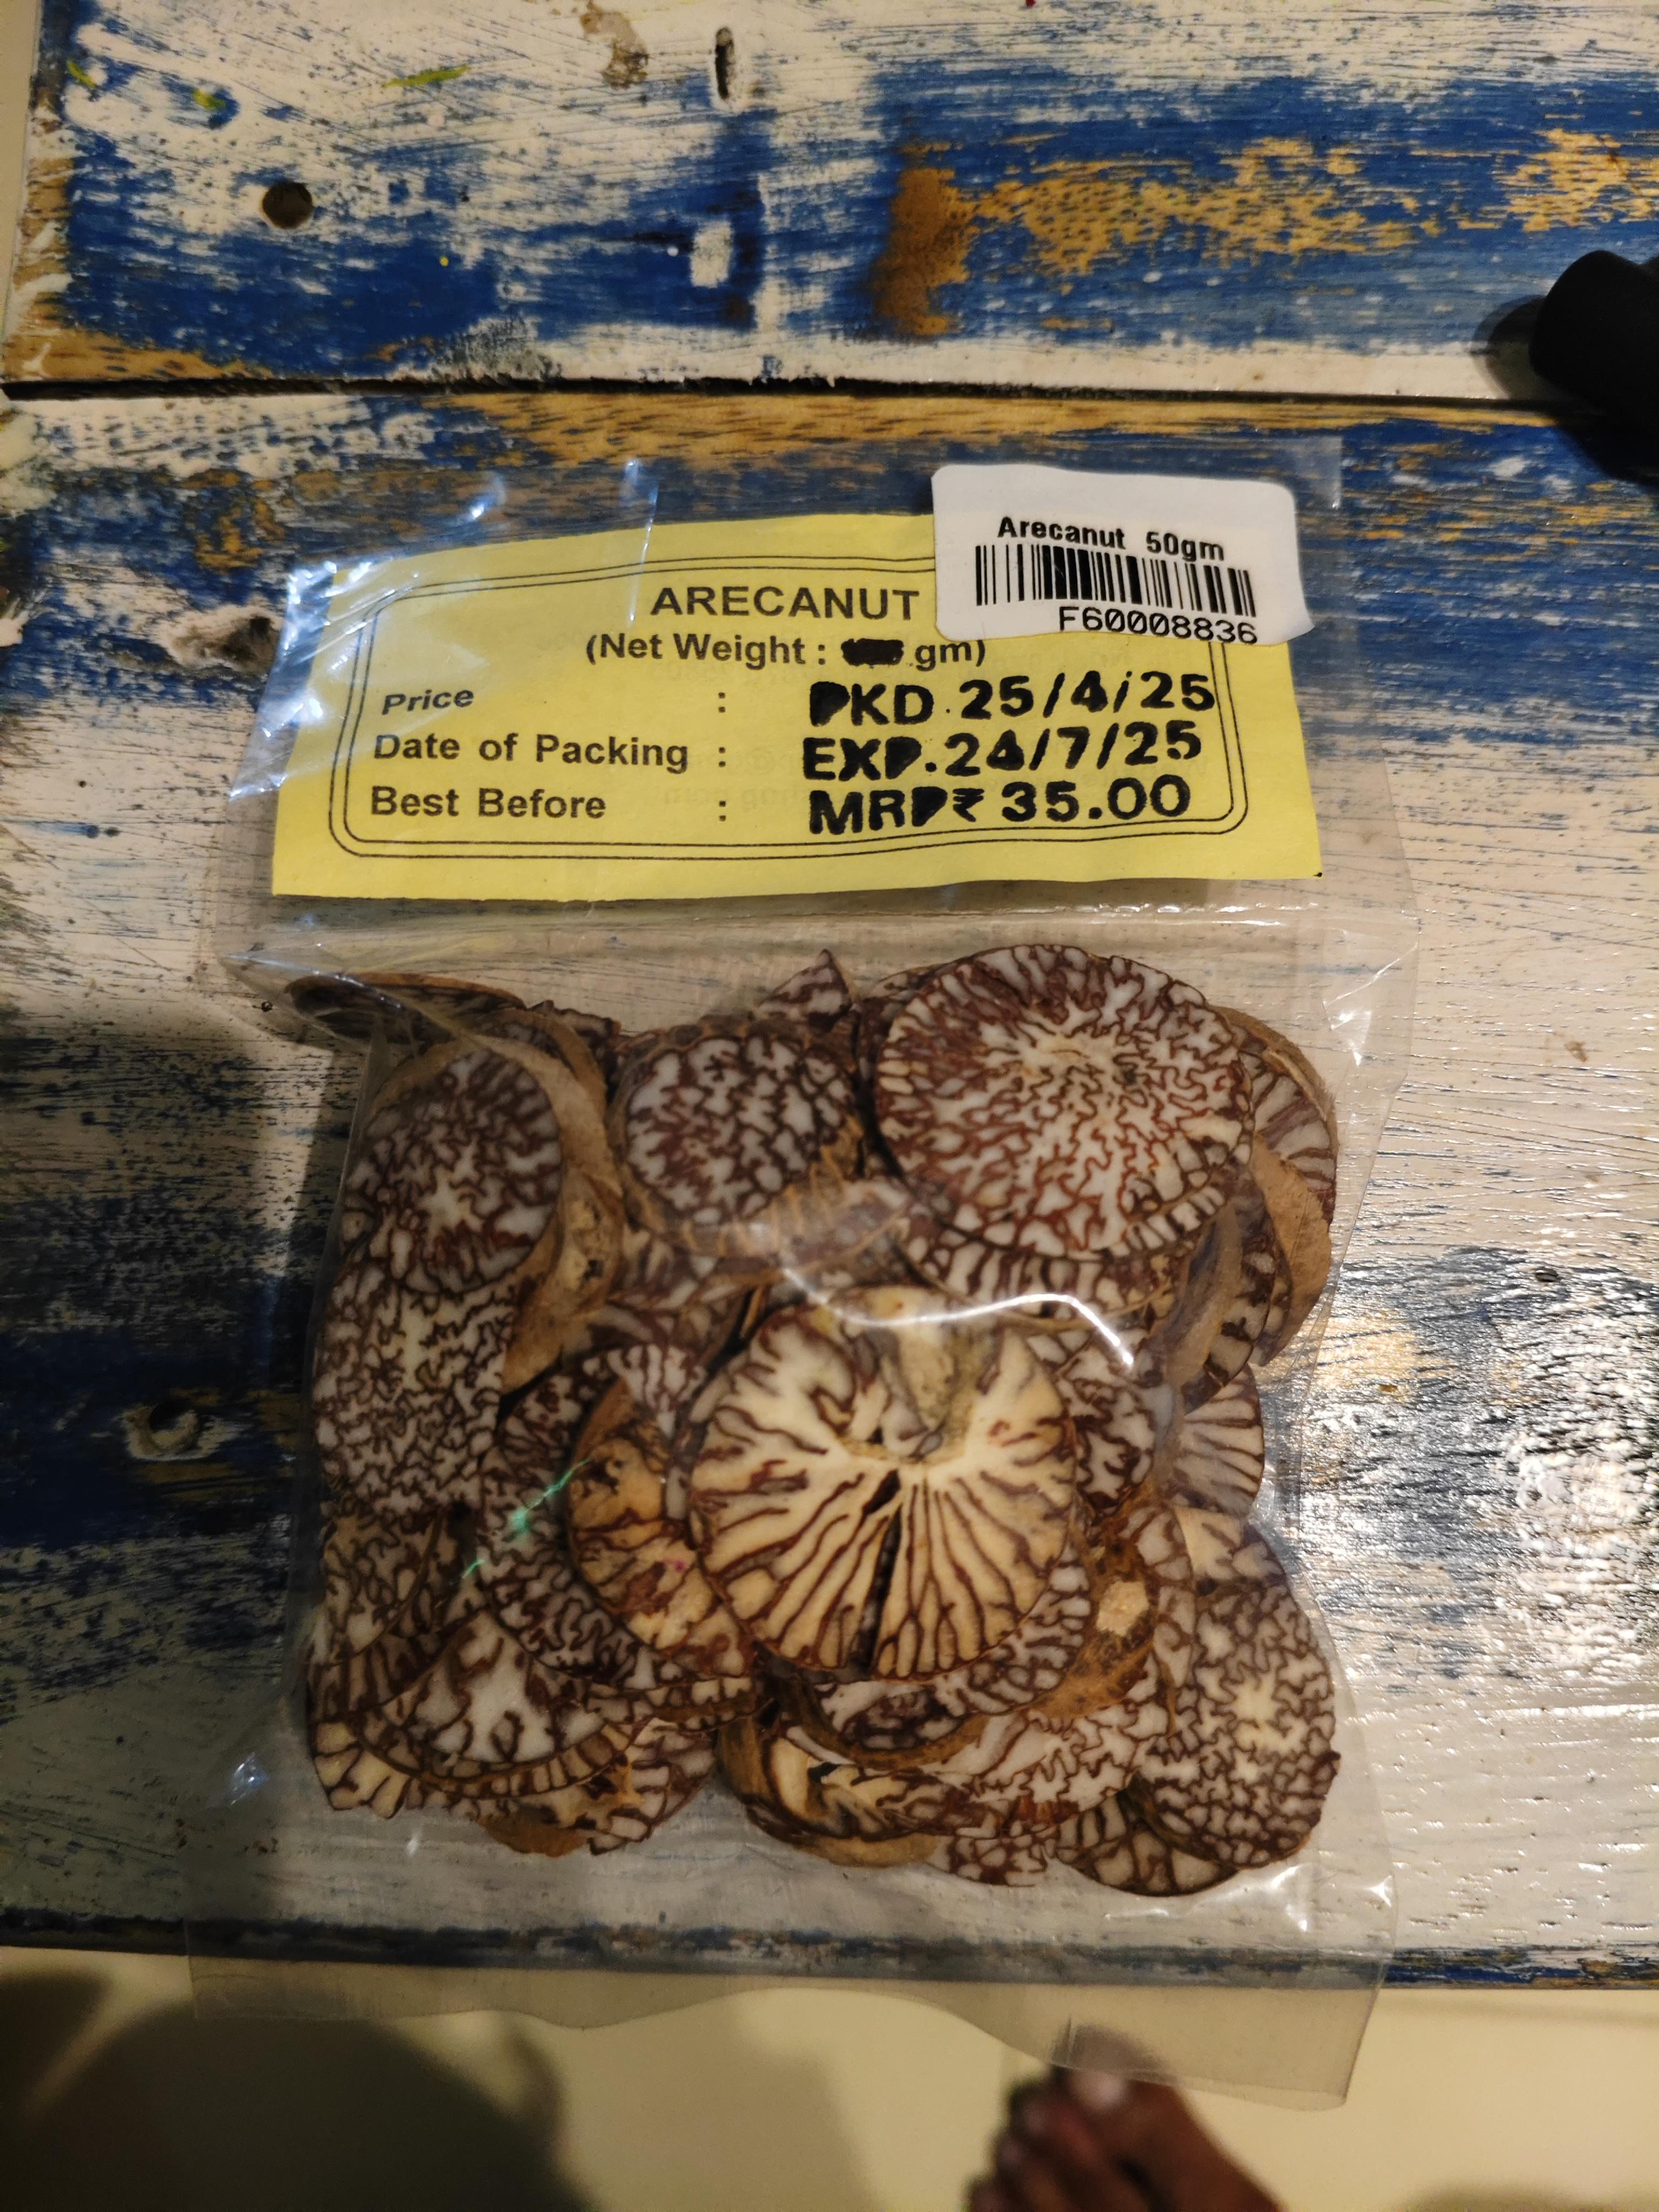 Arecanut 50gm
F60008836
ARECANUT
(Net Weight : gm)
Price : PKD.25/4/25
Date of Packing : EXP.24/7/25
Best Before : MRP₹ 35.00